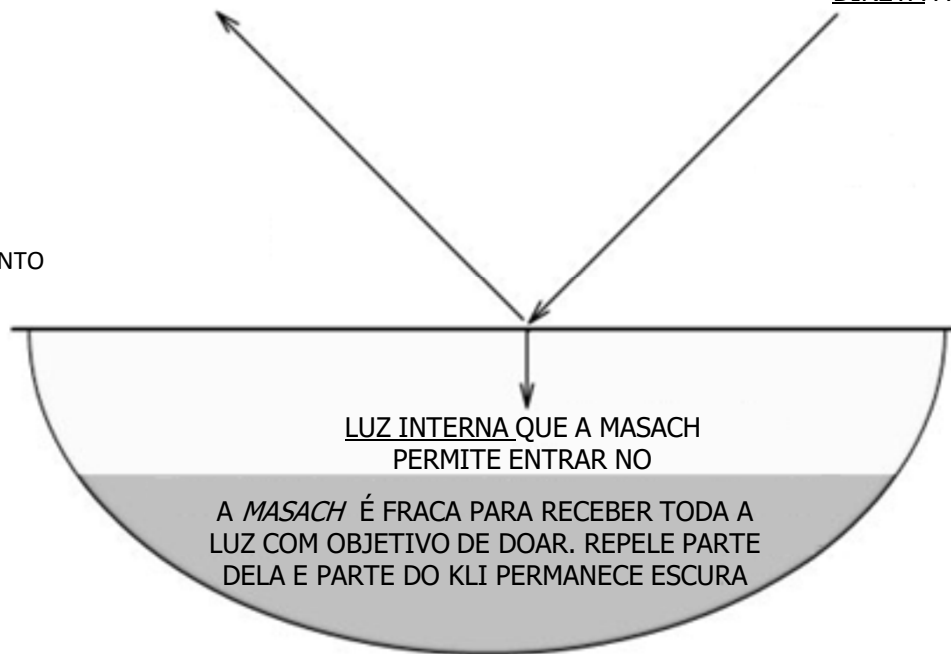 NTO
LUZ INTERNA QUE A MASACH
PERMITE ENTRAR NO
A MASACH É FRACA PARA RECEBER TODA A
LUZ COM OBJETIVO DE DOAR. REPELE PARTE
DELA E PARTE DO KLI PERMANECE ESCURA